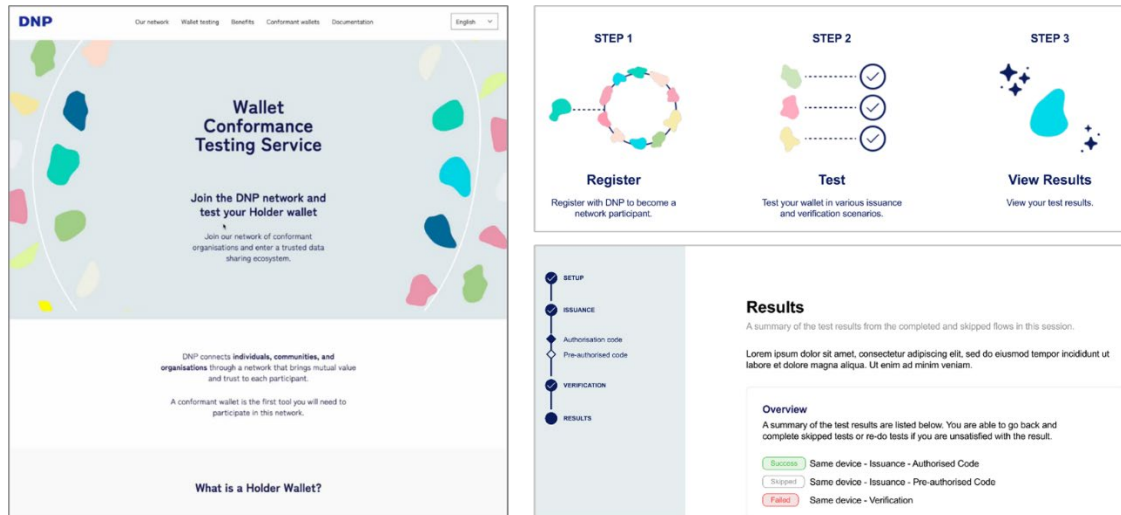 DNP
Our network Wallet testing Benefits Conformant wallets Documentation
English
Wallet
Conformance
Testing Service
Join the DNP network and
test your Holder wallet
Join our network of conformant
organisations and enter a trusted data
sharing ecosystem.
DNP connects individuals, communities, and
organisations through a network that brings mutual value
and trust to each participant.
A conformant wallet is the first tool you will need to
participate in this network.
What is a Holder Wallet?
STEP 1
Register
Register with DNP to become a
network participant.
STEP 2
Test
Test your wallet in various issuance
and verification scenarios.
STEP 3
View Results
View your test results.
SETUP
ISSUANCE
Authorisation code
Pre-authorised code
VERIFICATION
RESULTS
Results
A summary of the test results from the completed and skipped flows in this session.
Lorem ipsum dolor sit amet, consectetur adipiscing elit, sed do eiusmod tempor incididunt ut
labore et dolore magna aliqua. Ut enim ad minim veniam.
Overview
A summary of the test results are listed below. You are able to go back and
complete skipped tests or re-do tests if you are unsatisfied with the result.
Success Same device - Issuance - Authorised Code
Skipped Same device - Issuance - Pre-authorised Code
Failed Same device - Verification